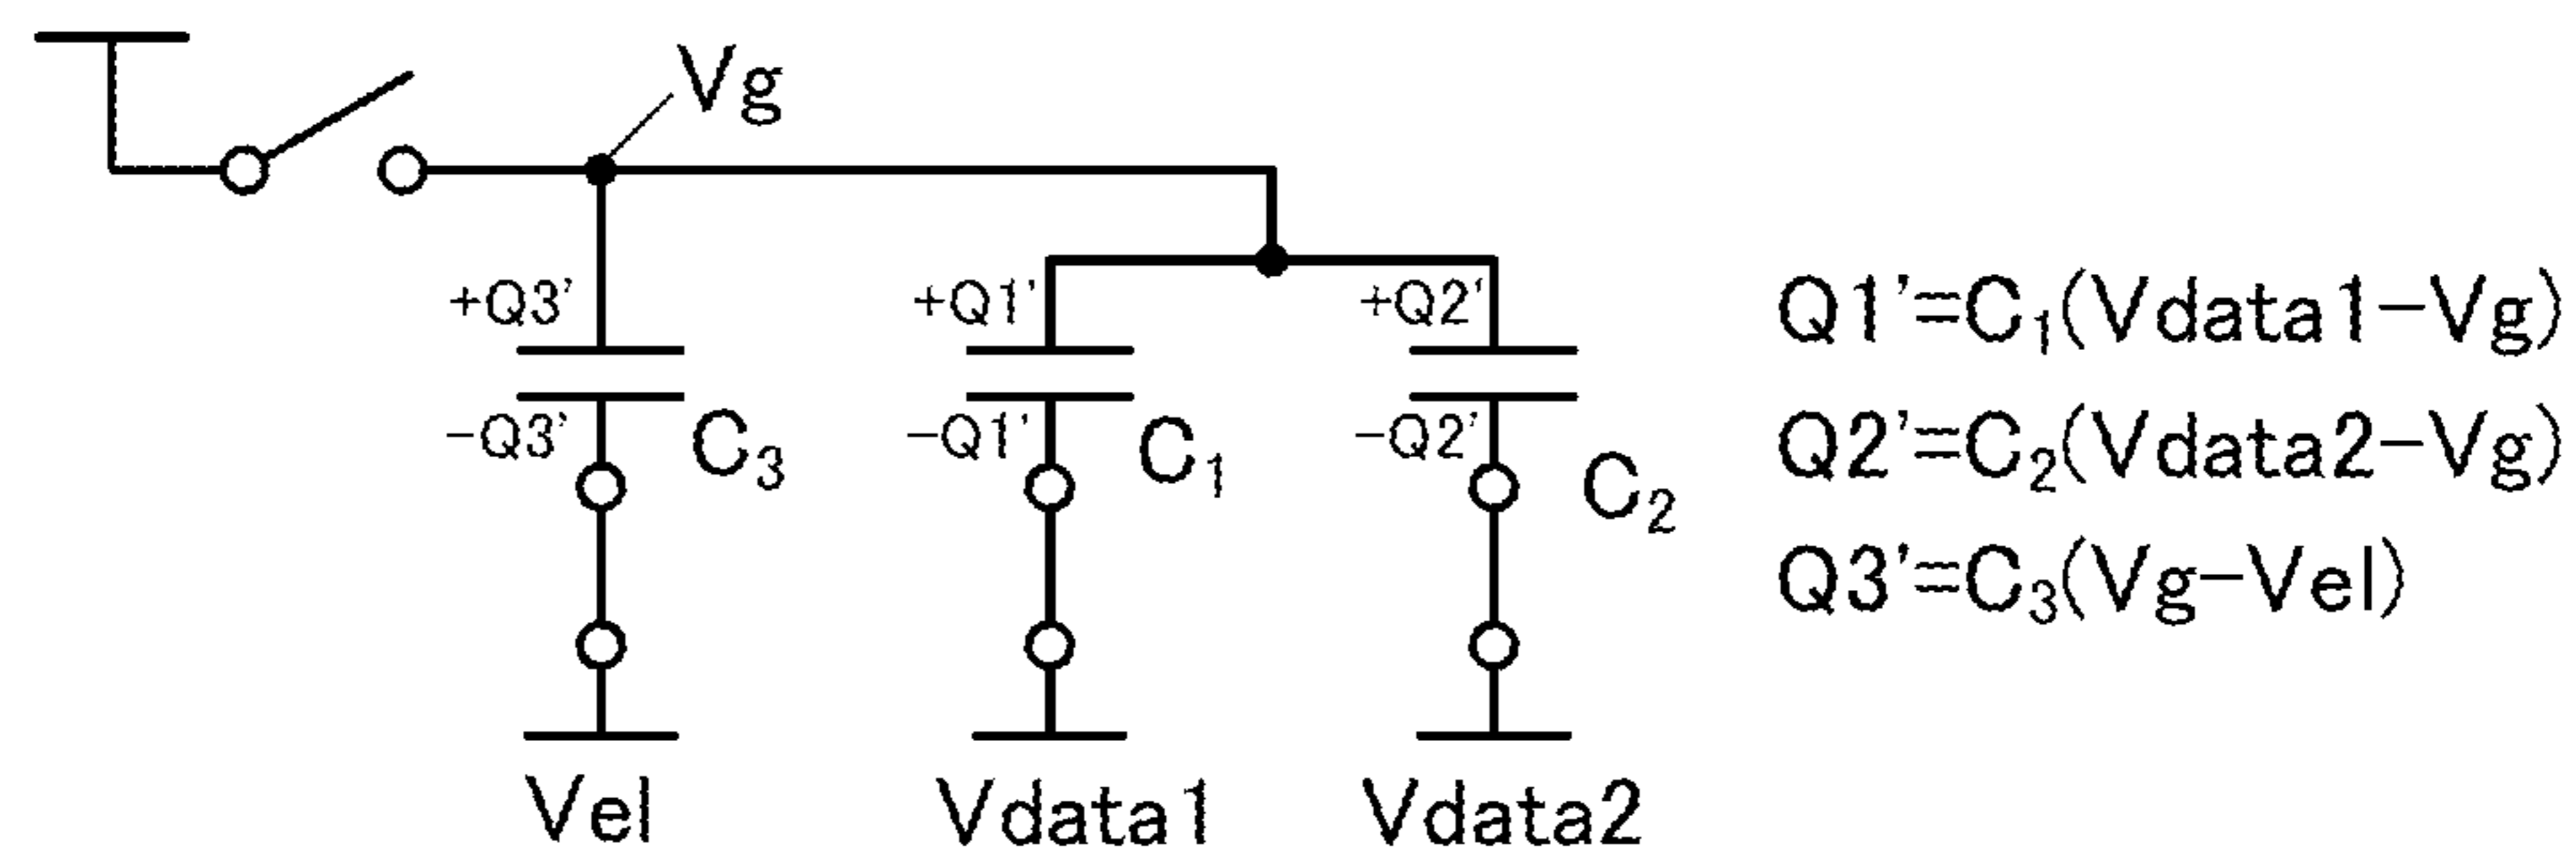 Vg
+Q3' +Q1' +Q2'
-Q3' C₃ -Q1' C₁ -Q2' C₂
Vel Vdata1 Vdata2
Q1'=C₁(Vdata1-Vg)
Q2'=C₂(Vdata2-Vg)
Q3'=C₃(Vg-Vel)